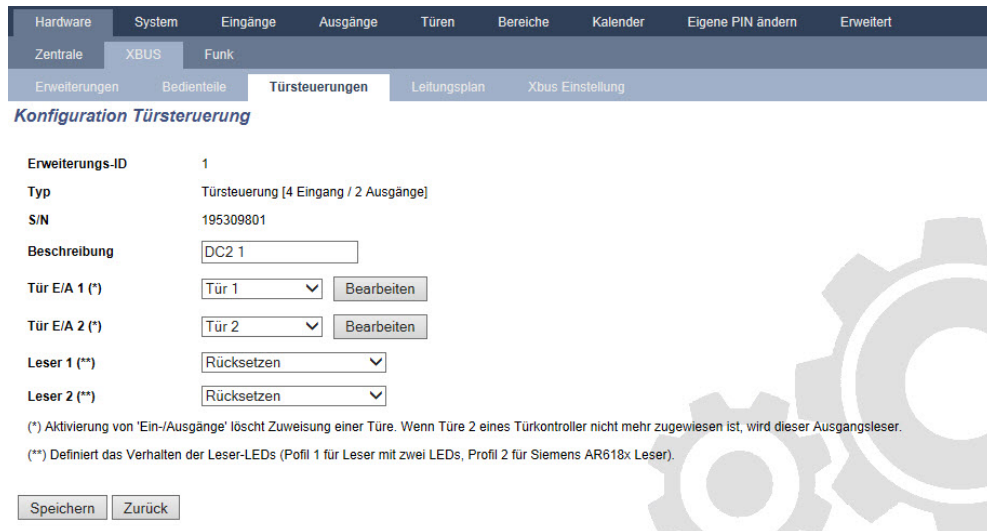 Hardware System Eingänge Ausgänge Türen Bereiche Kalender Eigene PIN ändern Erweitert
Zentrale XBUS Funk
Erweiterungen Bedienteile Türsteuerungen Leitungsplan Xbus Einstellung
Konfiguration Türsteruerung
Erweiterungs-ID 1
Typ Türsteuerung [4 Eingang / 2 Ausgänge]
S/N 195309801
Beschreibung DC2 1
Tür E/A 1 (*) Tür 1 Bearbeiten
Tür E/A 2 (*) Tür 2 Bearbeiten
Leser 1 (**) Rücksetzen
Leser 2 (**) Rücksetzen
(*) Aktivierung von 'Ein-/Ausgänge' löscht Zuweisung einer Türe. Wenn Türe 2 eines Türkontroller nicht mehr zugewiesen ist, wird dieser Ausgangsleser.
(**) Definiert das Verhalten der Leser-LEDs (Pofil 1 für Leser mit zwei LEDs, Profil 2 für Siemens AR618x Leser).
Speichern Zurück